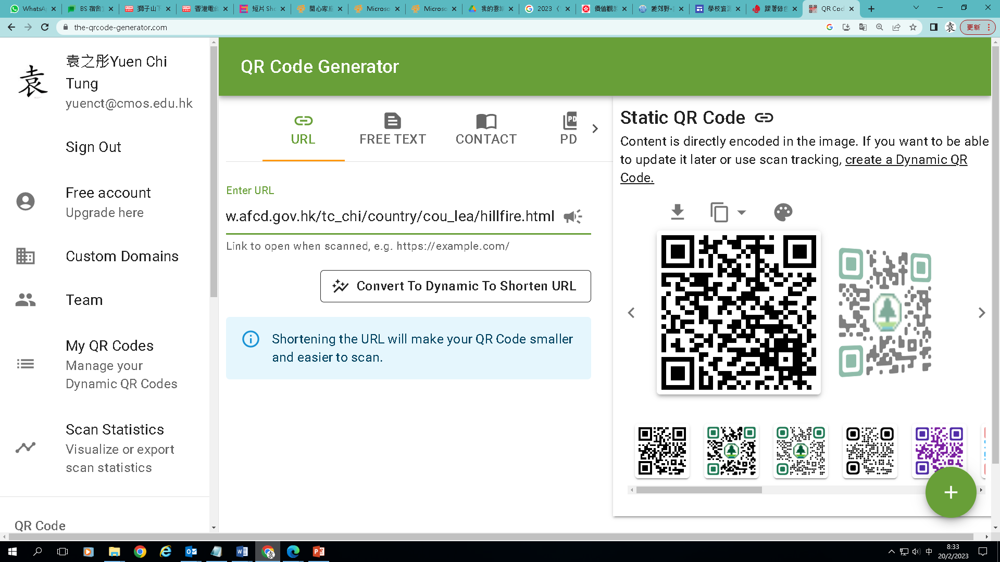 WhatsAp
BS 宿舍
獅子山下
香港電台
短片 Sho
開心家庭
Microso
Microso
我的雲端
2023 《
價值觀
愛郊野
學校資源
跟著綠色
QR Cod
the-qrcode-generator.com
袁
更新
袁
袁之彤Yuen Chi
Tung
yuenct@cmos.edu.hk
Sign Out
Free account
Upgrade here
Custom Domains
Team
My QR Codes
Manage your
Dynamic QR Codes
Scan Statistics
Visualize or export
scan statistics
QR Code
QR Code Generator
URL
FREE TEXT
CONTACT
PD
Enter URL
w.afcd.gov.hk/tc_chi/country/cou_lea/hillfire.html
Link to open when scanned, e.g. https://example.com/
Convert To Dynamic To Shorten URL
Shortening the URL will make your QR Code smaller
and easier to scan.
Static QR Code
Content is directly encoded in the image. If you want to be able
to update it later or use scan tracking, create a Dynamic QR
Code.
中
8:33
20/2/2023